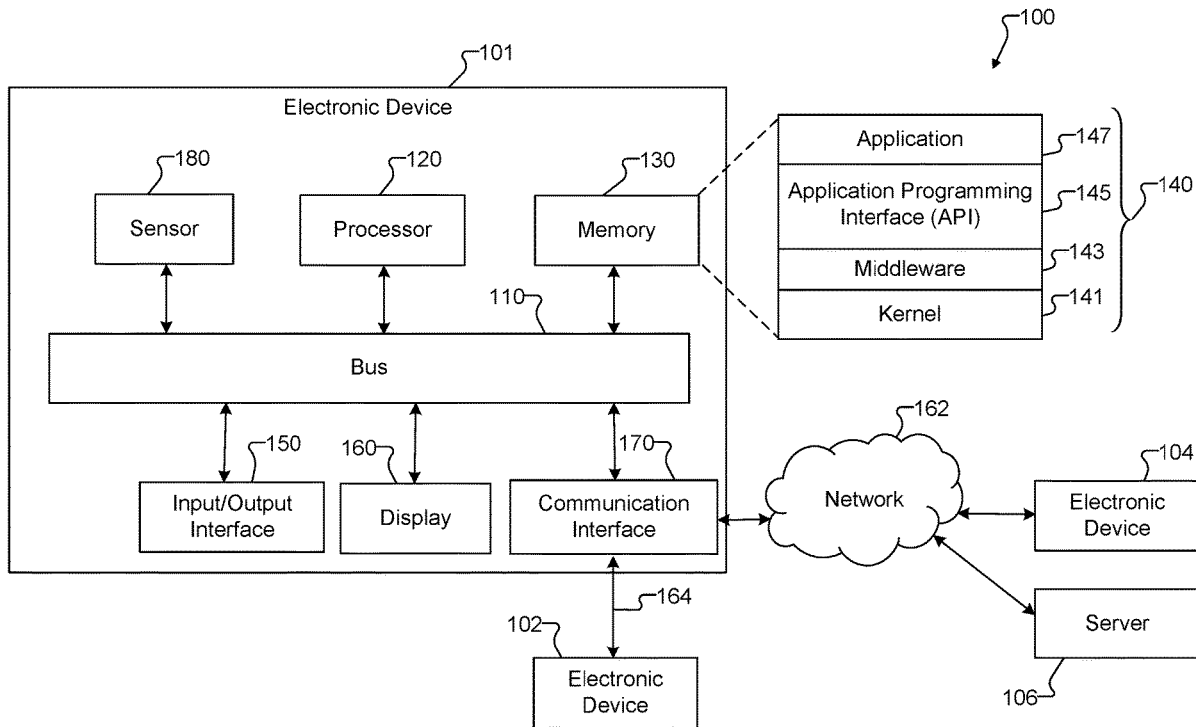 100
101
Electronic Device
180
120
130
Sensor
Processor
Memory
Application
147
Application Programming
Interface (API)
145
140
Middleware
143
Kernel
141
110
Bus
150
160
170
162
104
Input/Output
Interface
Display
Communication
Interface
Network
Electronic
Device
164
102
Server
106
Electronic
Device